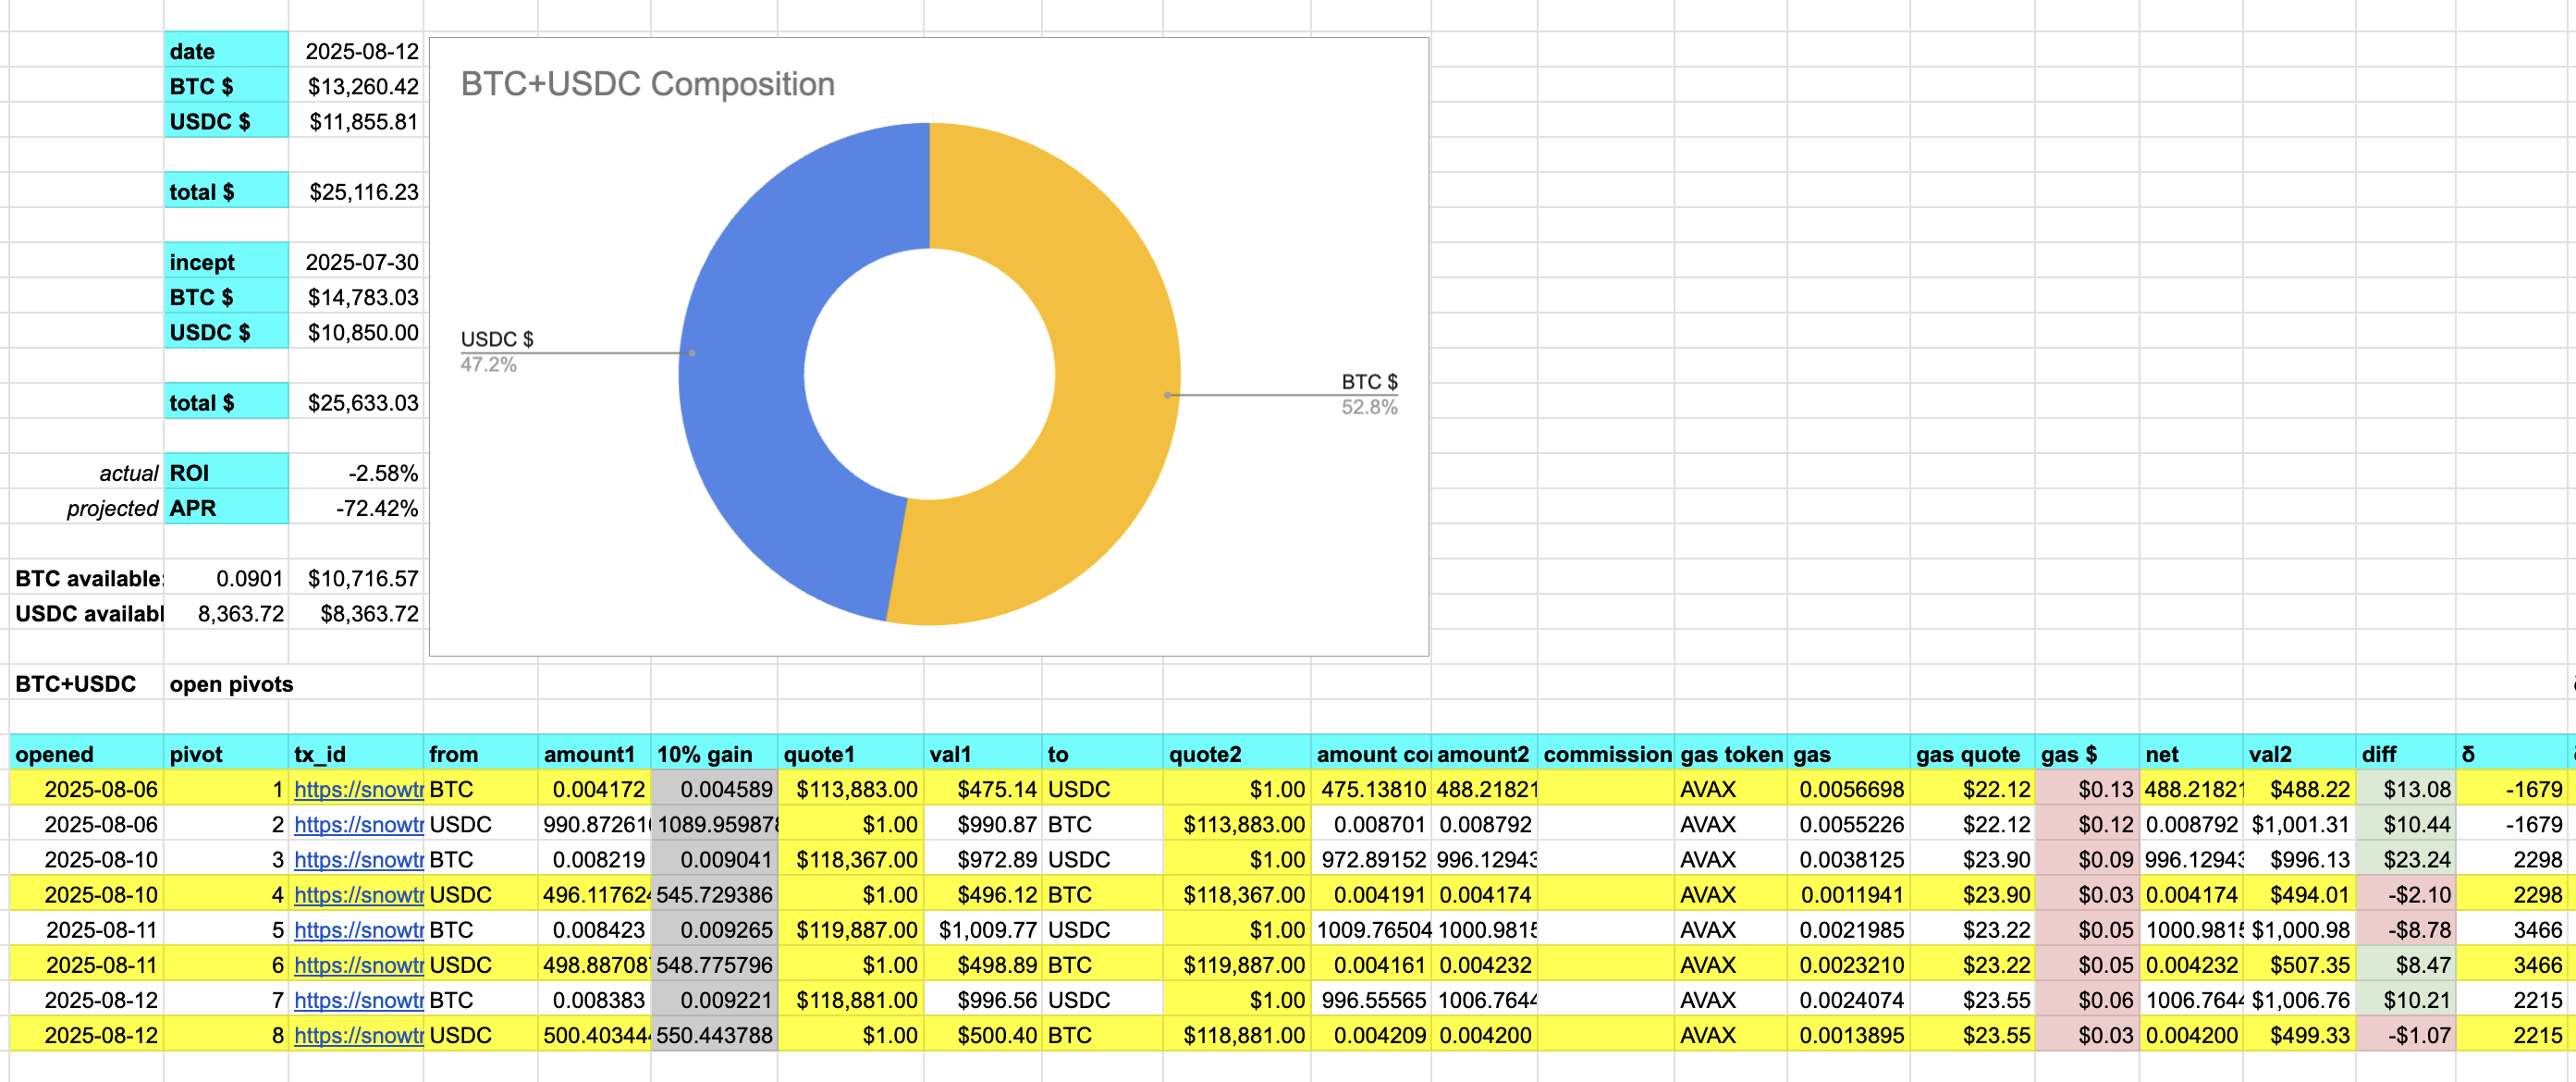 date 2025-08-12
BTC $ $13,260.42
USDC $ $11,855.81
total $ $25,116.23
incept 2025-07-30
BTC $ $14,783.03
USDC $ $10,850.00
total $ $25,633.03
actual ROI -2.58%
projected APR -72.42%
BTC available: 0.0901 $10,716.57
USDC availabl 8,363.72 $8,363.72
BTC+USDC Composition
USDC $
47.2%
BTC $
52.8%
BTC+USDC open pivots
opened pivot tx_id from amount1 10% gain quote1 val1 to quote2 amount co amount2 commission gas token gas gas quote gas $ net val2 diff δ
2025-08-06 1 https://snowtr BTC 0.004172 0.004589 $113,883.00 $475.14 USDC $1.00 475.13810 488.21821 AVAX 0.0056698 $22.12 $0.13 488.21821 $488.22 $13.08 -1679
2025-08-06 2 https://snowtr USDC 990.87261 1089.95987 $1.00 $990.87 BTC $113,883.00 0.008701 0.008792 AVAX 0.0055226 $22.12 $0.12 0.008792 $1,001.31 $10.44 -1679
2025-08-10 3 https://snowtr BTC 0.008219 0.009041 $118,367.00 $972.89 USDC $1.00 972.89152 996.12943 AVAX 0.0038125 $23.90 $0.09 996.12943 $996.13 $23.24 2298
2025-08-10 4 https://snowtr USDC 496.117624 545.729386 $1.00 $496.12 BTC $118,367.00 0.004191 0.004174 AVAX 0.0011941 $23.90 $0.03 0.004174 $494.01 -$2.10 2298
2025-08-11 5 https://snowtr BTC 0.008423 0.009265 $119,887.00 $1,009.77 USDC $1.00 1009.76504 1000.9815 AVAX 0.0021985 $23.22 $0.05 1000.9815 $1,000.98 -$8.78 3466
2025-08-11 6 https://snowtr USDC 498.88708 548.775796 $1.00 $498.89 BTC $119,887.00 0.004161 0.004232 AVAX 0.0023210 $23.22 $0.05 0.004232 $507.35 $8.47 3466
2025-08-12 7 https://snowtr BTC 0.008383 0.009221 $118,881.00 $996.56 USDC $1.00 996.55565 1006.7644 AVAX 0.0024074 $23.55 $0.06 1006.7644 $1,006.76 $10.21 2215
2025-08-12 8 https://snowtr USDC 500.403444 550.443788 $1.00 $500.40 BTC $118,881.00 0.004209 0.004200 AVAX 0.0013895 $23.55 $0.03 0.004200 $499.33 -$1.07 2215